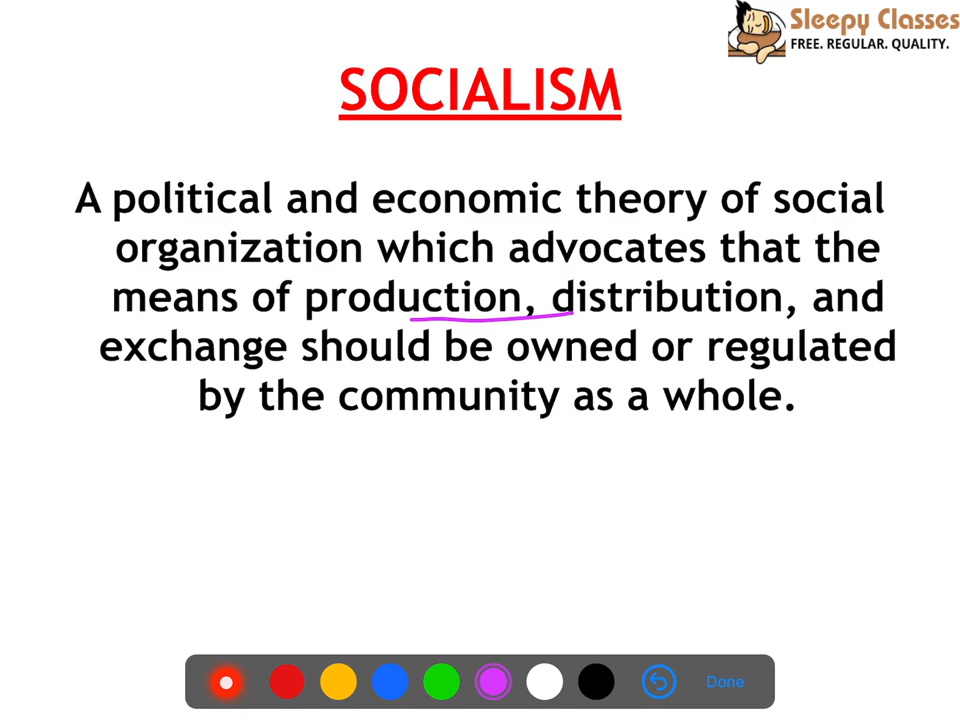 Sleepy Classes
FREE. REGULAR. QUALITY.
SOCIALISM
A political and economic theory of social
organization which advocates that the
means of production, distribution, and
exchange should be owned or regulated
by the community as a whole.
Done